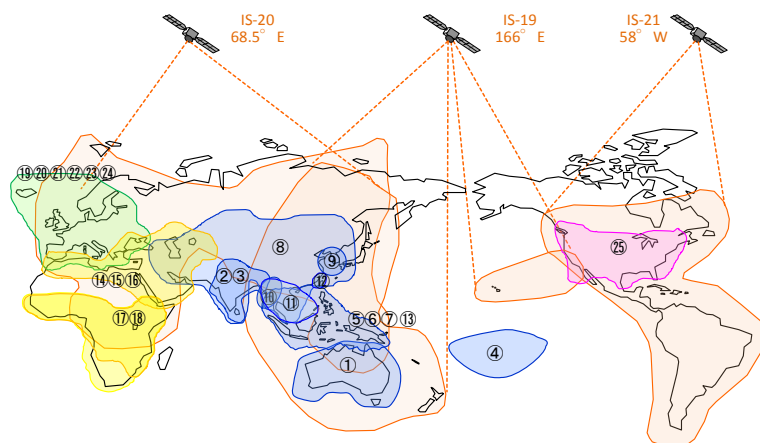 IS-20
68.5° E
IS-19
166° E
IS-21
58° W
⑲⑳㉑㉒㉓㉔
⑧
⑨
㉕
②③
⑭⑮⑯
⑫
⑩
⑪
⑰⑱
⑤⑥⑦⑬
④
①